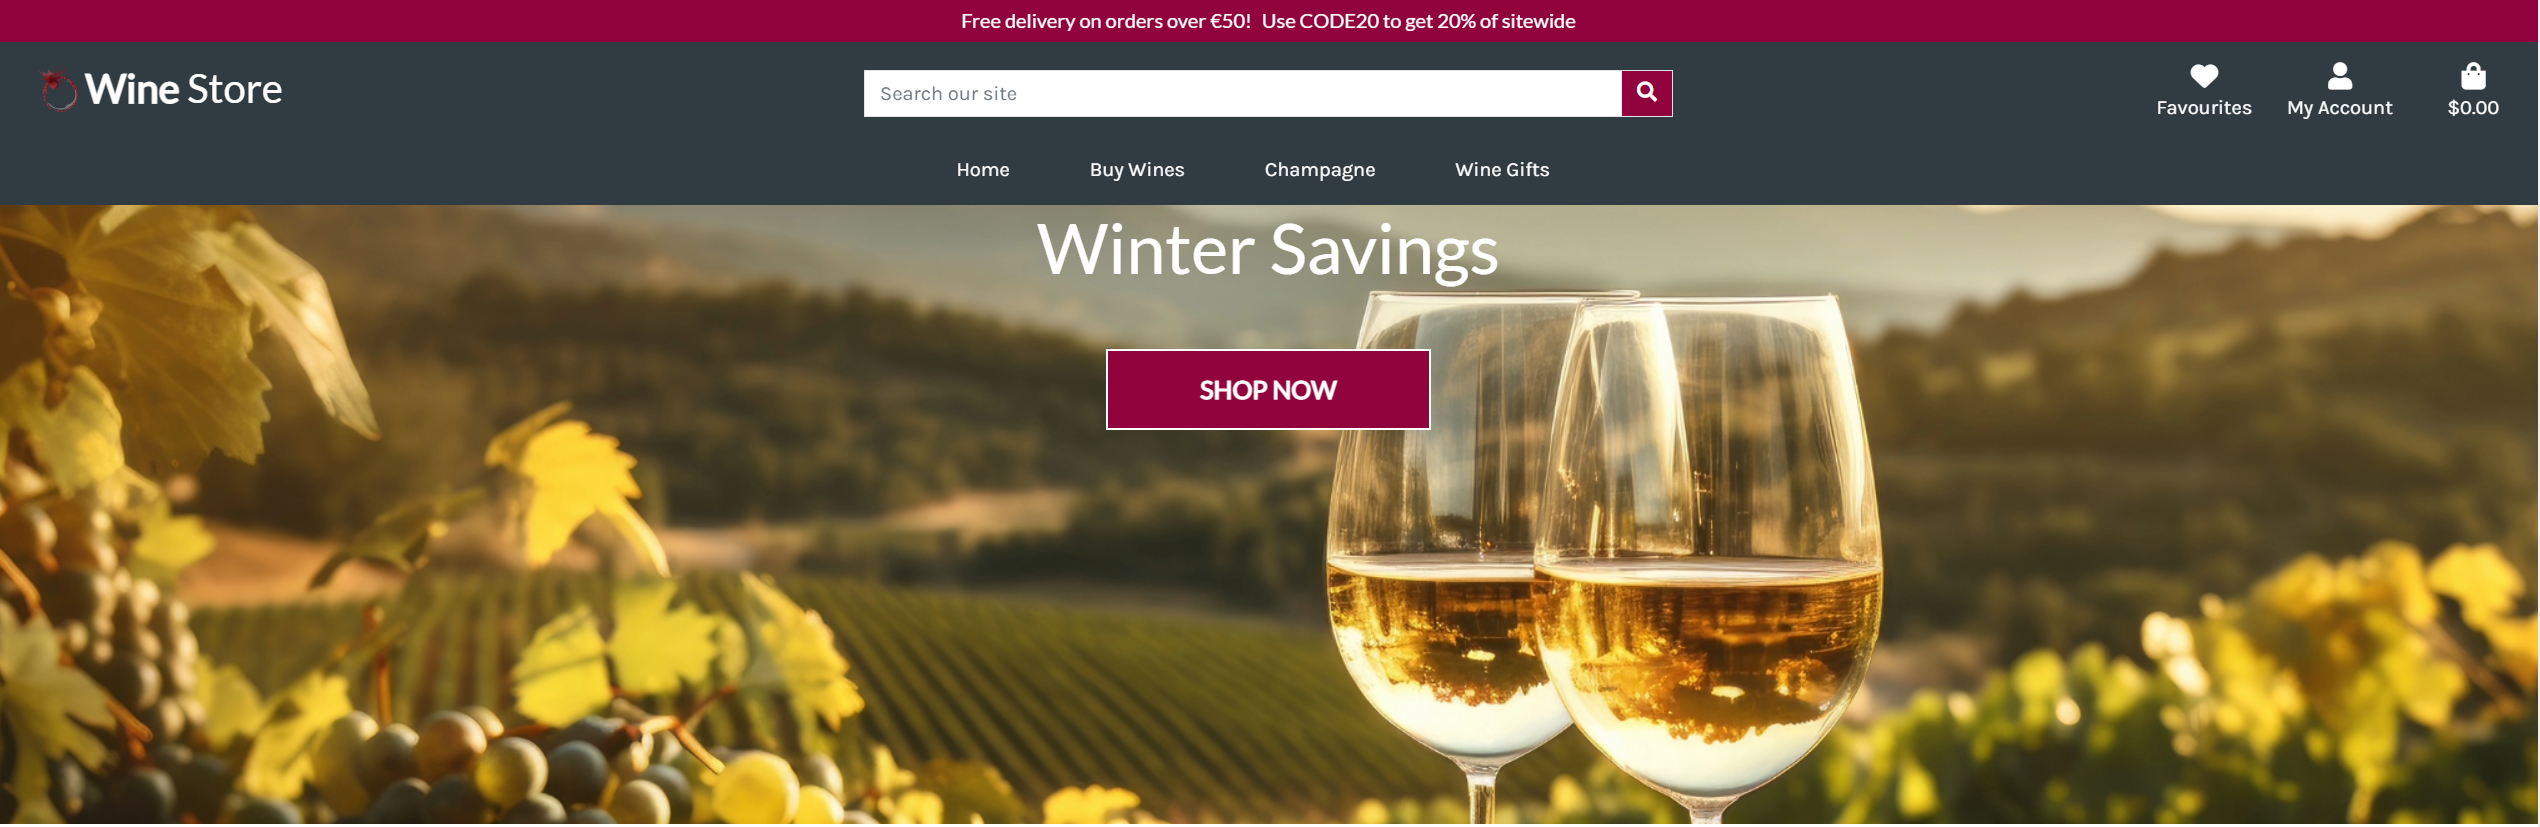 Free delivery on orders over €50! Use CODE20 to get 20% of sitewide
Wine Store
Search our site
Favourites
My Account
$0.00
Home
Buy Wines
Champagne
Wine Gifts
Winter Savings
SHOP NOW